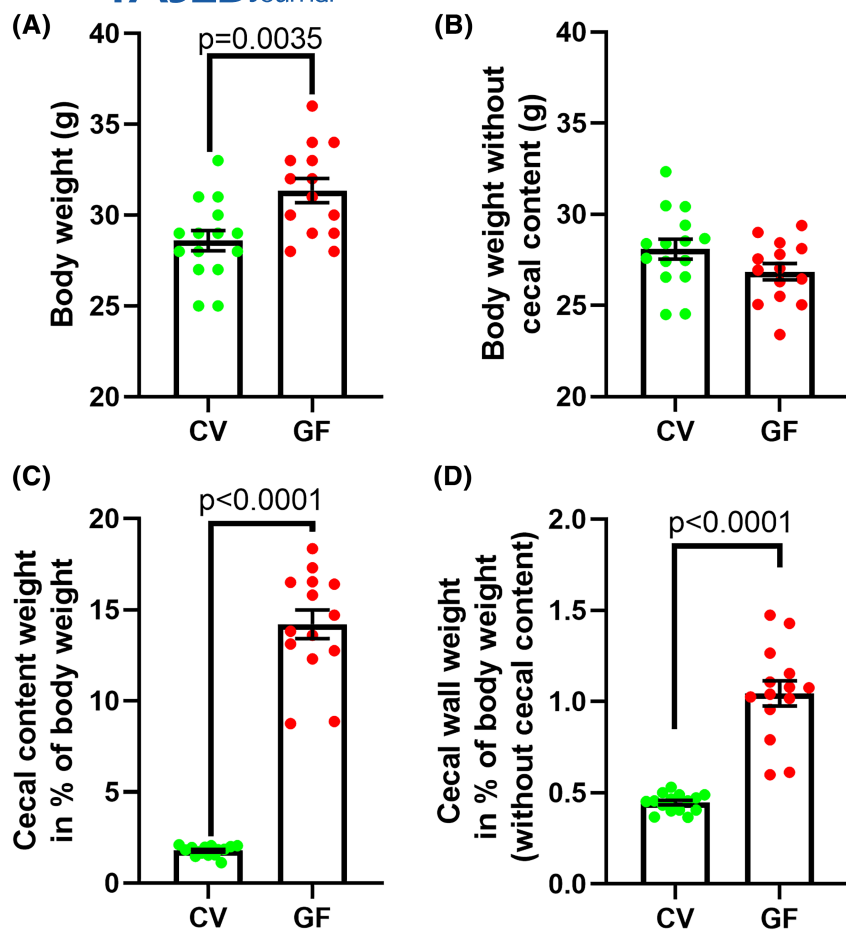 Journal
(A)
p=0.0035
Body weight (g)
40
35
30
25
20
CV GF
(B)
Body weight without
cecal content (g)
40
35
30
25
20
CV GF
(C)
p<0.0001
Cecal content weight
in % of body weight
20
15
10
5
0
CV GF
(D)
p<0.0001
Cecal wall weight
in % of body weight
(without cecal content)
2.0
1.5
1.0
0.5
0.0
CV GF